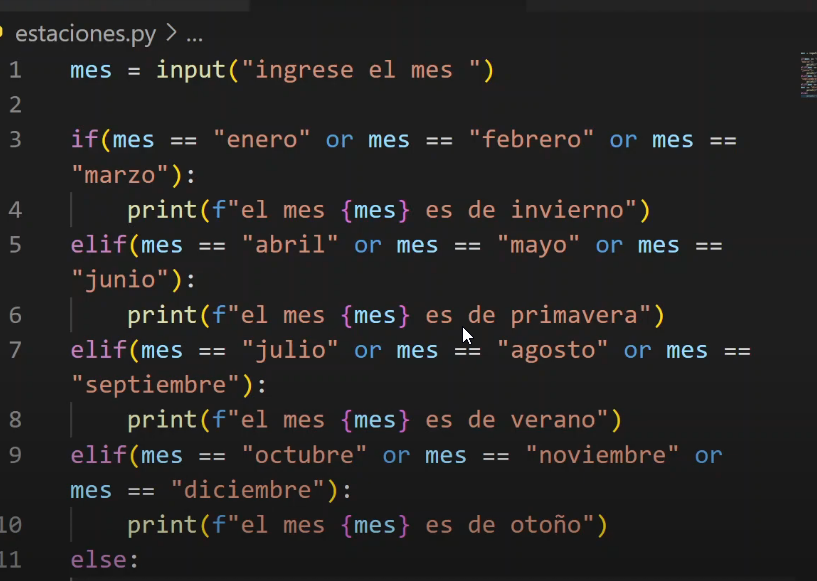 estaciones.py > ...
1 mes = input("ingrese el mes ")
2
3 if(mes == "enero" or mes == "febrero" or mes ==
"marzo"):
4 print(f"el mes {mes} es de invierno")
5 elif(mes == "abril" or mes == "mayo" or mes ==
"junio"):
6 print(f"el mes {mes} es de primavera")
7 elif(mes == "julio" or mes == "agosto" or mes ==
"septiembre"):
8 print(f"el mes {mes} es de verano")
9 elif(mes == "octubre" or mes == "noviembre" or
mes == "diciembre"):
10 print(f"el mes {mes} es de otoño")
11 else: